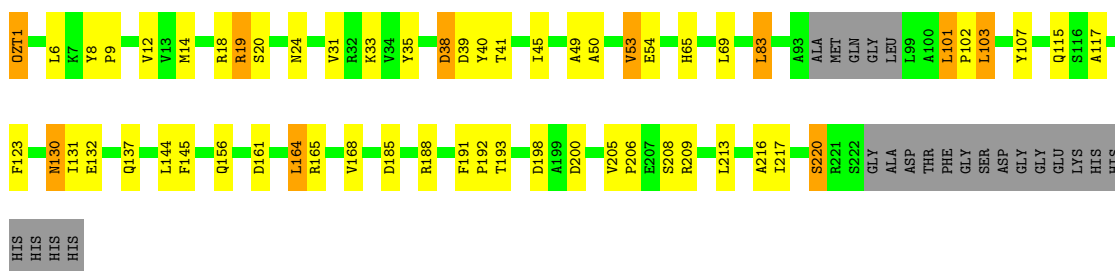 OZT1 L6 K7 Y8 P9 V12 V13 M14 R18 R19 S20 N24 V31 R32 K33 V34 Y35 D38 D39 Y40 T41 I45 A49 A50 V53 E54 H65 L69 L83 A93 ALA MET GLN GLY LEU L99 A100 L101 P102 L103 Y107 Q115 S116 A117
F123 N130 I131 E132 Q137 L144 F145 Q156 D161 L164 R165 V168 D185 R188 F191 P192 T193 D198 A199 D200 V205 P206 E207 S208 R209 L213 A216 I217 S220 R221 S222 GLY ALA ASP THR PHE GLY SER ASP GLY GLY GLU LYS HIS HIS
HIS HIS HIS HIS